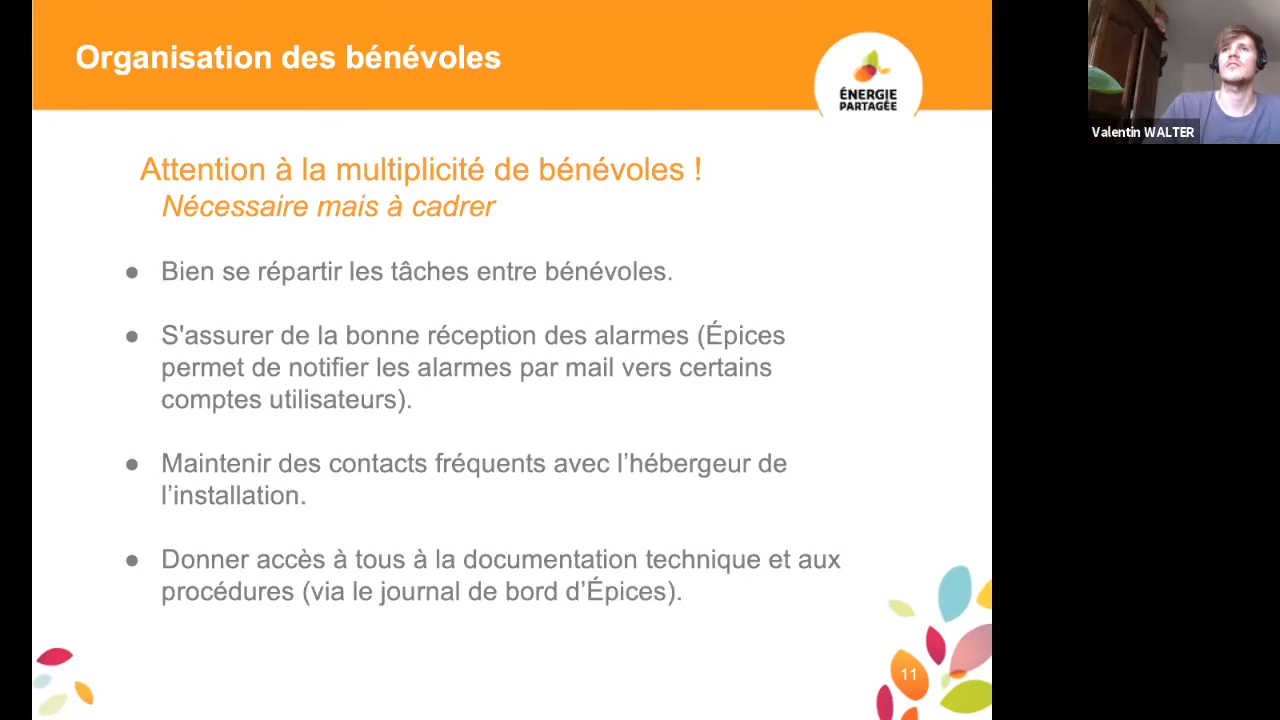 Organisation des bénévoles
ÉNERGIE
PARTAGÉE
Valentin WALTER
Attention à la multiplicité de bénévoles !
Nécessaire mais à cadrer
● Bien se répartir les tâches entre bénévoles.
● S'assurer de la bonne réception des alarmes (Épices
permet de notifier les alarmes par mail vers certains
comptes utilisateurs).
● Maintenir des contacts fréquents avec l’hébergeur de
l’installation.
● Donner accès à tous à la documentation technique et aux
procédures (via le journal de bord d’Épices).
11